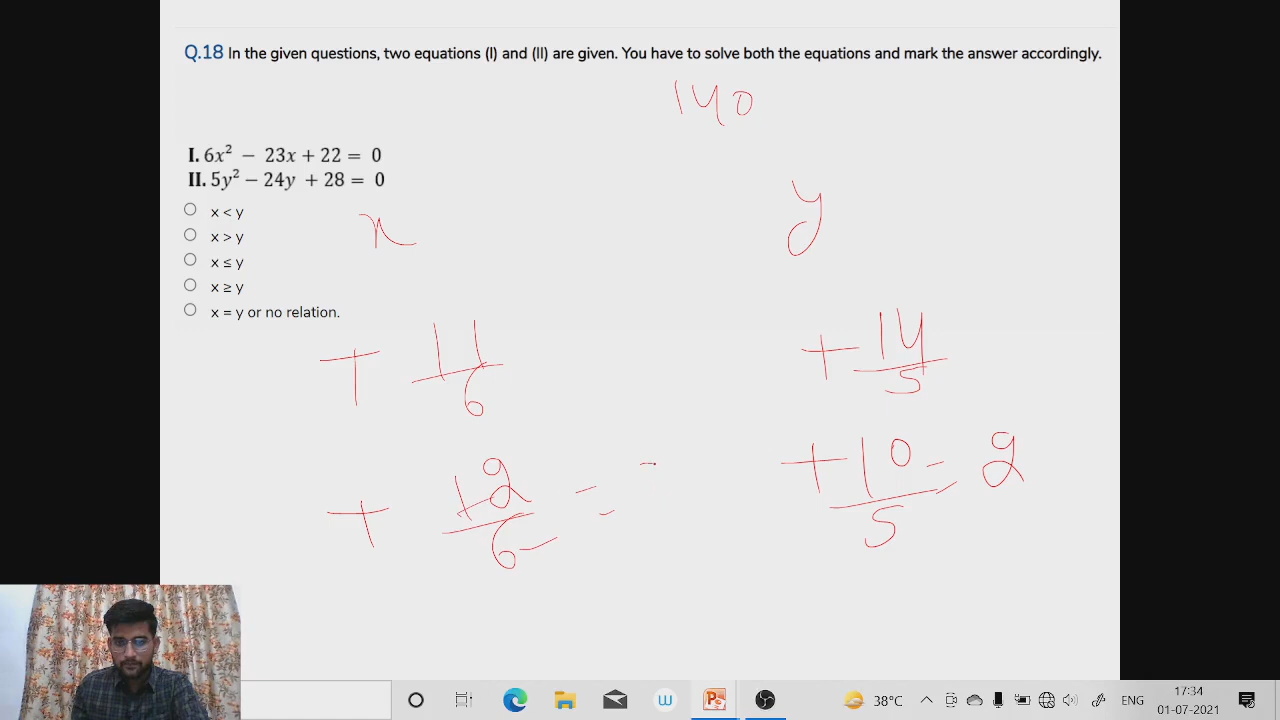 Q.18 In the given questions, two equations (I) and (II) are given. You have to solve both the equations and mark the answer accordingly.
140
I. 6x² − 23x + 22 = 0
II. 5y² − 24y + 28 = 0
x < y
x > y
x ≤ y
x ≥ y
x = y or no relation.
x
y
+ 11/6
+ 14/5
+ 12/6 =
+ 10/5 = 2
2
38°C
ENG
17:34
01-07-2021